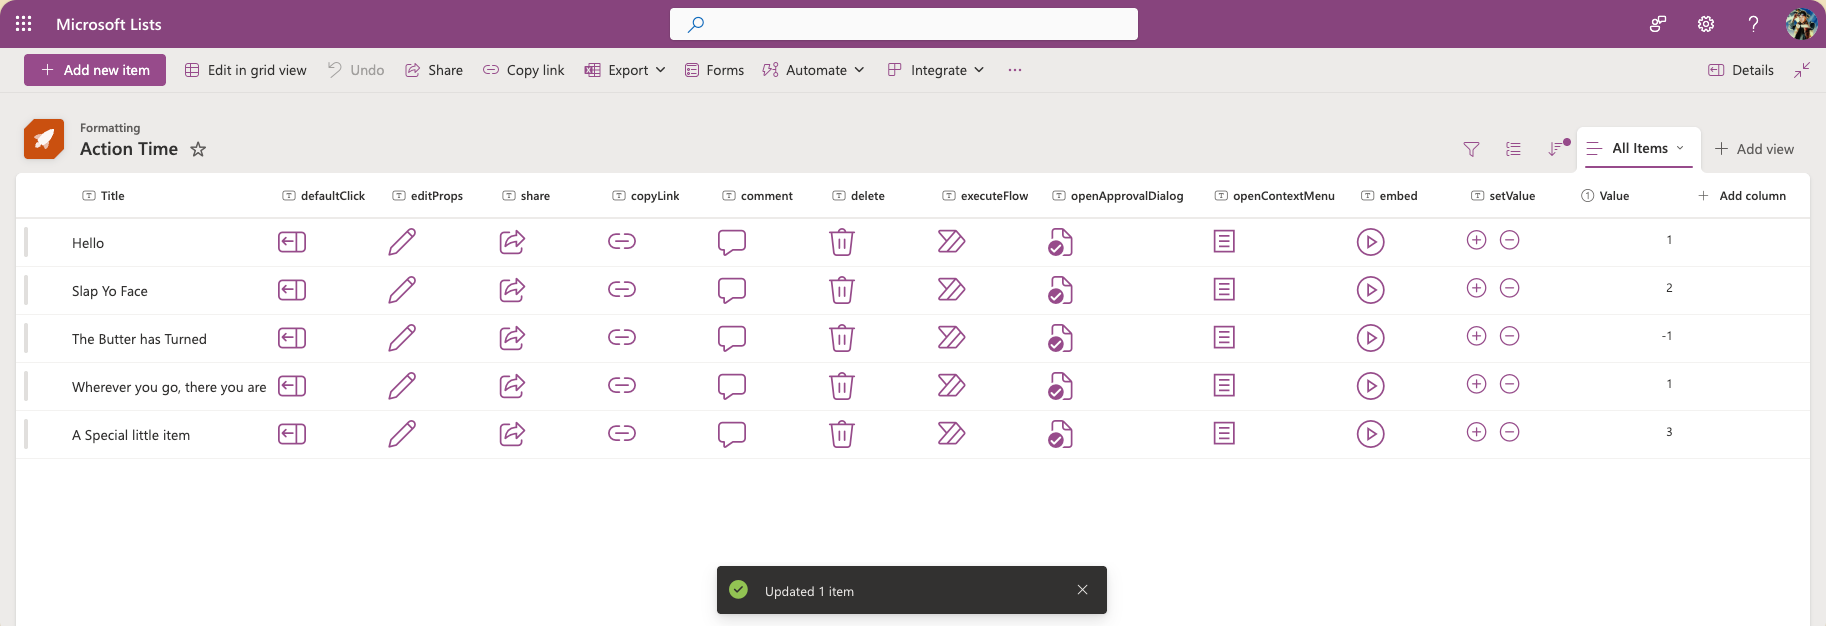 Microsoft Lists
Add new item Edit in grid view Undo Share Copy link Export Forms Automate Integrate ... Details
Formatting
Action Time
All Items Add view
Title defaultClick editProps share copyLink comment delete executeFlow openApprovalDialog openContextMenu embed setValue Value Add column
Hello 1
Slap Yo Face 2
The Butter has Turned -1
Wherever you go, there you are 1
A Special little item 3
Updated 1 item